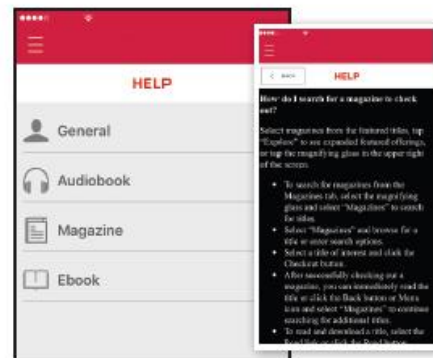 HELP
General
Audiobook
Magazine
Ebook
BACK
HELP
How do I search for a magazine to check
out?
Select magazines from the featured titles, tap
"Explore" to see expanded featured offerings,
or tap the magnifying glass in the upper right
of the screen.
• To search for magazines from the
Magazines tab, select the magnifying
glass and select "Magazines" to search
for titles.
• Select "Magazines" and browse for a
title or enter search options.
• Select a title of interest and click the
Checkout button.
• After successfully checking out a
magazine, you can immediately read the
title or click the Back button or Menu
icon and select "Magazines" to continue
searching for additional titles.
• To read and download a title, select the